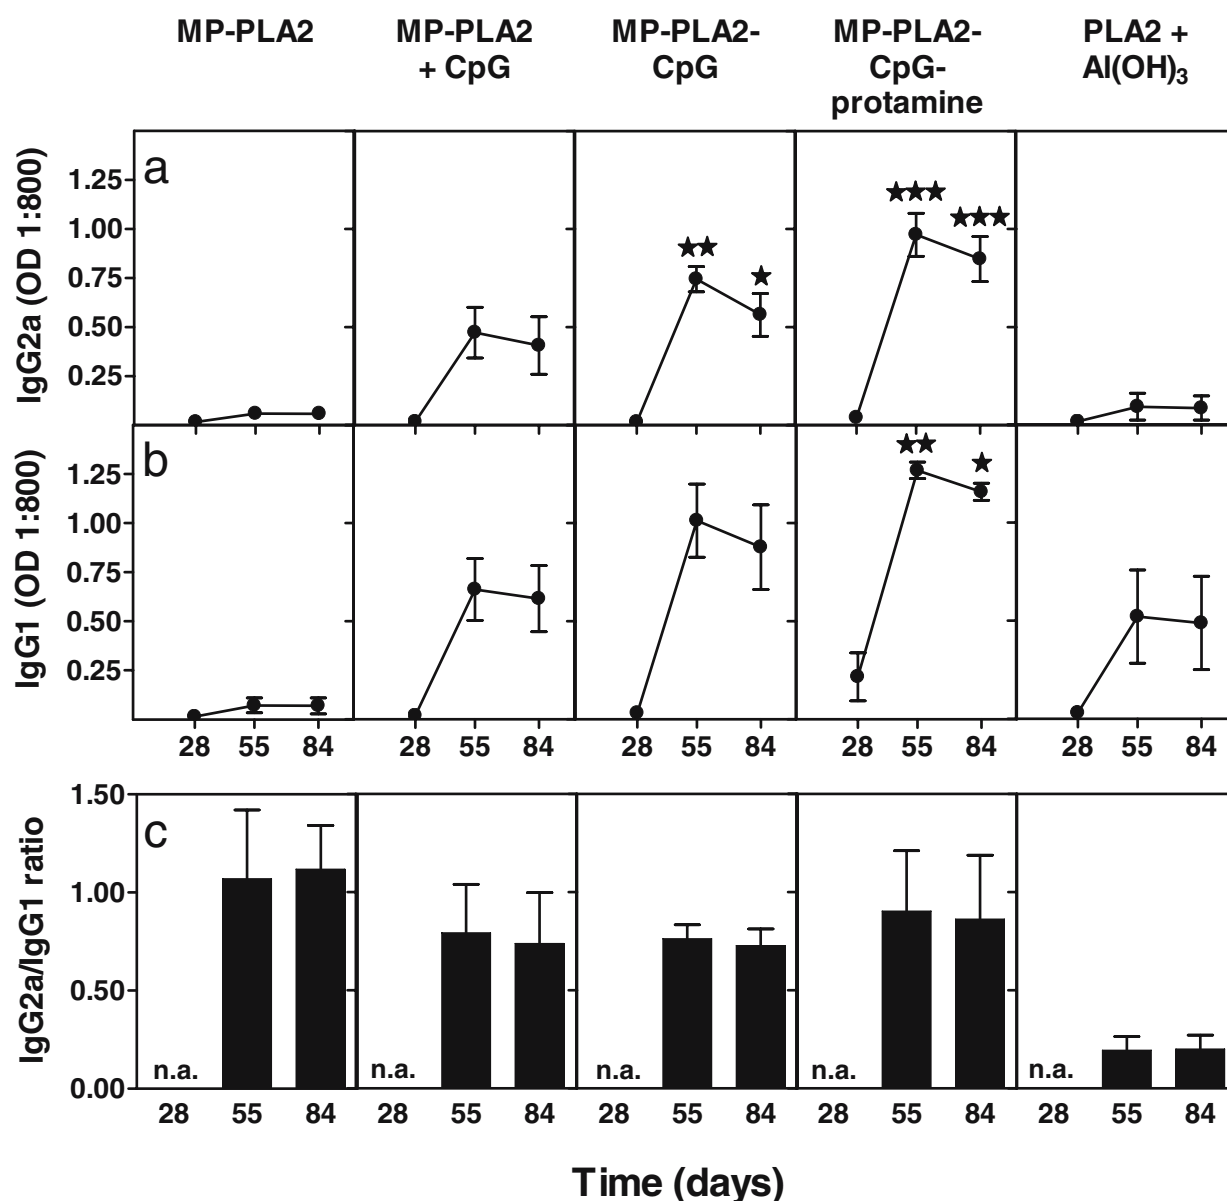 MP-PLA2
MP-PLA2
+ CpG
MP-PLA2-
CpG
MP-PLA2-
CpG-
protamine
PLA2 +
Al(OH)3
IgG2a (OD 1:800)
a
1.25
1.00
0.75
0.50
0.25
★★
★
★★★
★★★
IgG1 (OD 1:800)
b
1.25
1.00
0.75
0.50
0.25
★★
★
28 55 84
28 55 84
28 55 84
28 55 84
28 55 84
IgG2a/IgG1 ratio
c
1.50
1.00
0.50
0.00
n.a.
n.a.
n.a.
n.a.
n.a.
28 55 84
28 55 84
28 55 84
28 55 84
28 55 84
Time (days)